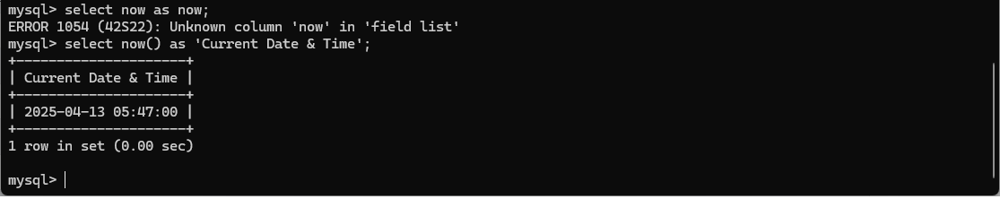 mysql> select now as now;
ERROR 1054 (42S22): Unknown column 'now' in 'field list'
mysql> select now() as 'Current Date & Time';
+---------------------+
| Current Date & Time |
+---------------------+
| 2025-04-13 05:47:00 |
+---------------------+
1 row in set (0.00 sec)
mysql>